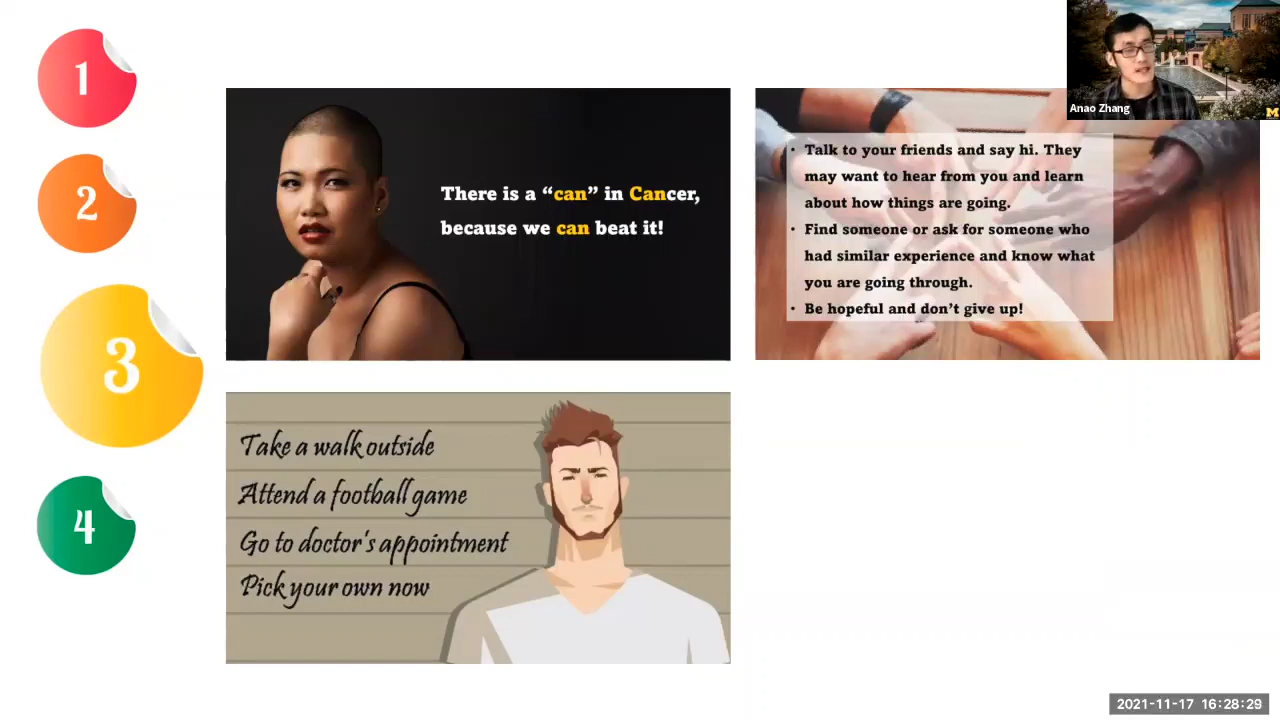 1
2
3
4
There is a “can” in Cancer,
because we can beat it!
• Talk to your friends and say hi. They
may want to hear from you and learn
about how things are going.
• Find someone or ask for someone who
had similar experience and know what
you are going through.
• Be hopeful and don’t give up!
Anao Zhang
M
Take a walk outside
Attend a football game
Go to doctor's appointment
Pick your own now
2021-11-17 16:28:29